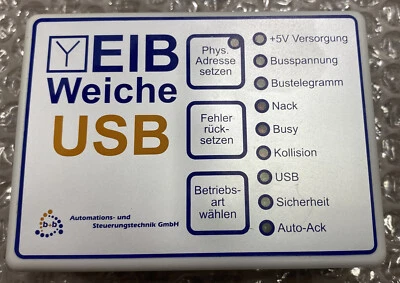 Y EIB
Weiche
USB
b+b
Automations- und
Steuerungstechnik GmbH
Phys.
Adresse
setzen
Fehler
rück-
setzen
Betriebs-
art
wählen
+5V Versorgung
Busspannung
Bustelegramm
Nack
Busy
Kollision
USB
Sicherheit
Auto-Ack